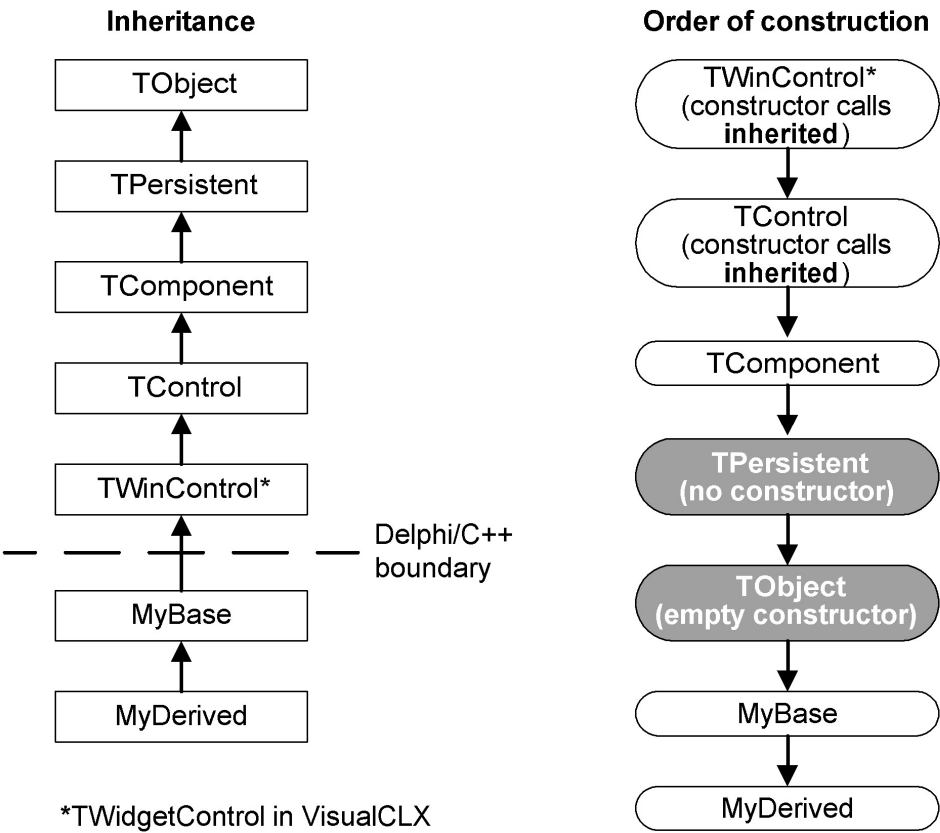 Inheritance
TObject
TPersistent
TComponent
TControl
TWinControl*
Delphi/C++
boundary
MyBase
MyDerived
*TWidgetControl in VisualCLX
Order of construction
TWinControl*
(constructor calls
inherited)
TControl
(constructor calls
inherited)
TComponent
TPersistent
(no constructor)
TObject
(empty constructor)
MyBase
MyDerived